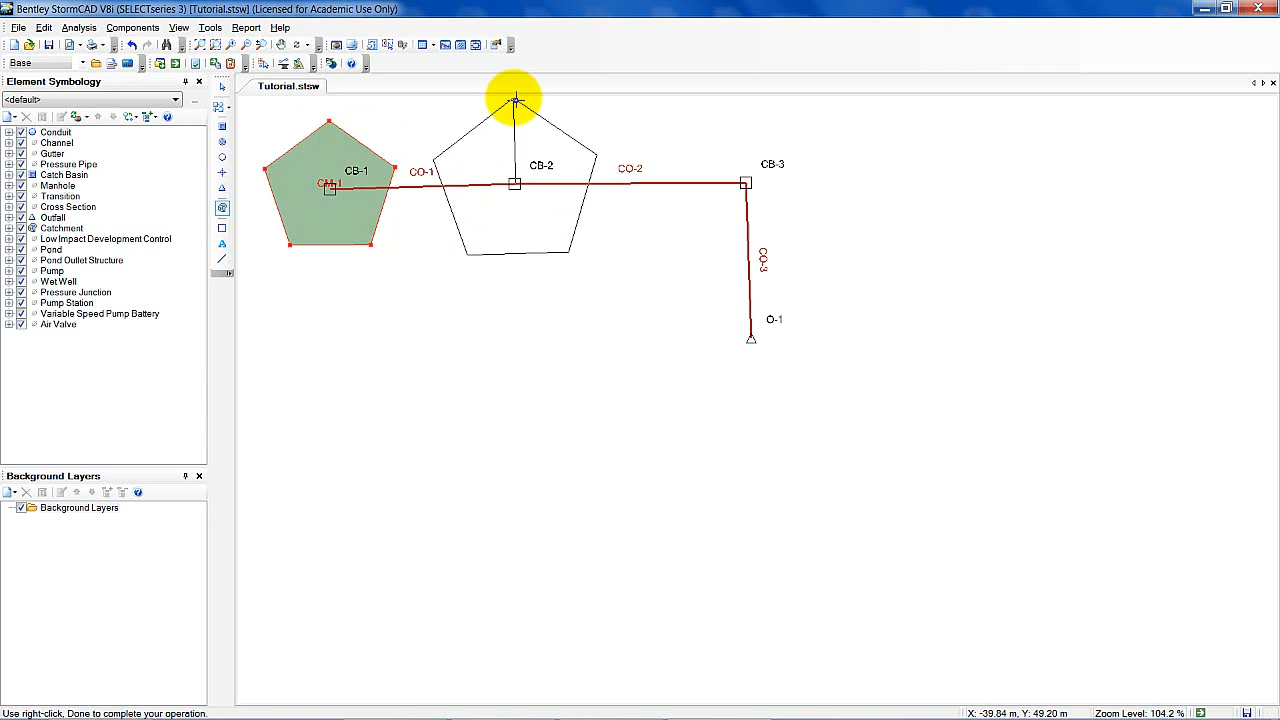 Bentley StormCAD V8i (SELECTseries 3) [Tutorial.stsw] (Licensed for Academic Use Only)
File Edit Analysis Components View Tools Report Help
Base
Element Symbology
<default>
Conduit
Channel
Gutter
Pressure Pipe
Catch Basin
Manhole
Transition
Cross Section
Outfall
Catchment
Low Impact Development Control
Pond
Pond Outlet Structure
Pump
Wet Well
Pressure Junction
Pump Station
Variable Speed Pump Battery
Air Valve
Background Layers
Background Layers
Tutorial.stsw
CB-1
CM-1
CO-1
CB-2
CO-2
CB-3
CO-3
O-1
Use right-click, Done to complete your operation.
X: -39.84 m, Y: 49.20 m
Zoom Level: 104.2 %